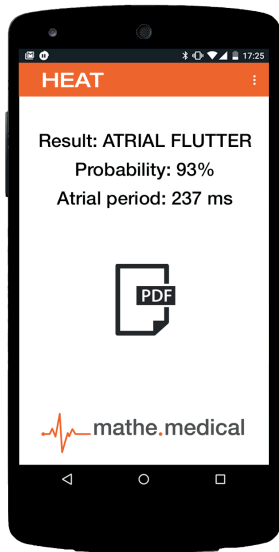 17:25
HEAT
Result: ATRIAL FLUTTER
Probability: 93%
Atrial period: 237 ms
PDF
mathe.medical